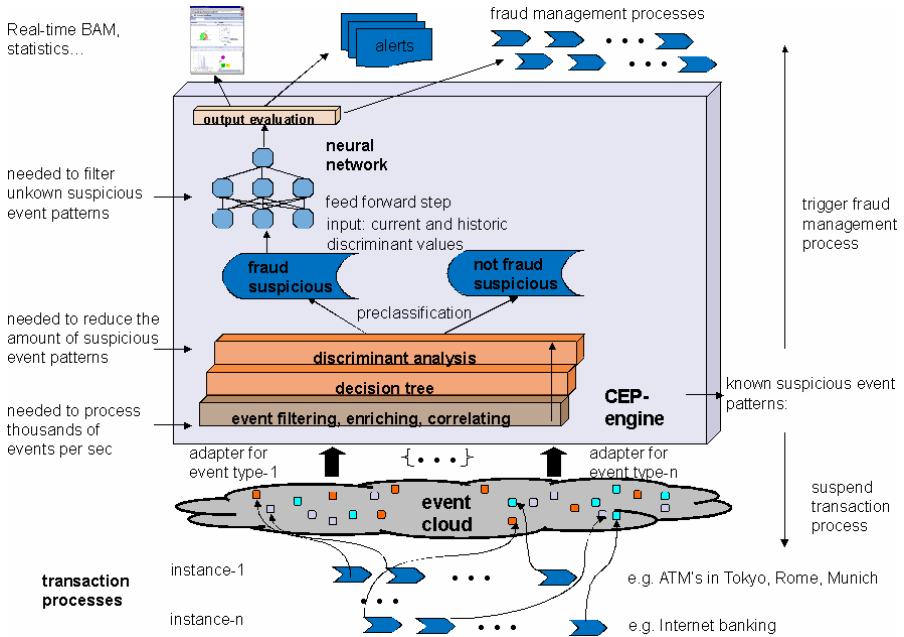 Real-time BAM,
statistics...
alerts
fraud management processes
output evaluation
neural
network
needed to filter
unkown suspicious
event patterns
feed forward step
input: current and historic
discriminant values
trigger fraud
management
process
fraud
suspicious
not fraud
suspicious
preclassification
needed to reduce the
amount of suspicious
event patterns
discriminant analysis
decision tree
event filtering, enriching, correlating
CEP-
engine
known suspicious event
patterns:
needed to process
thousands of
events per sec
adapter for
event type-1
{• • •}
adapter for
event type-n
event
cloud
suspend
transaction
process
transaction
processes
instance-1
e.g. ATM's in Tokyo, Rome, Munich
instance-n
e.g. Internet banking